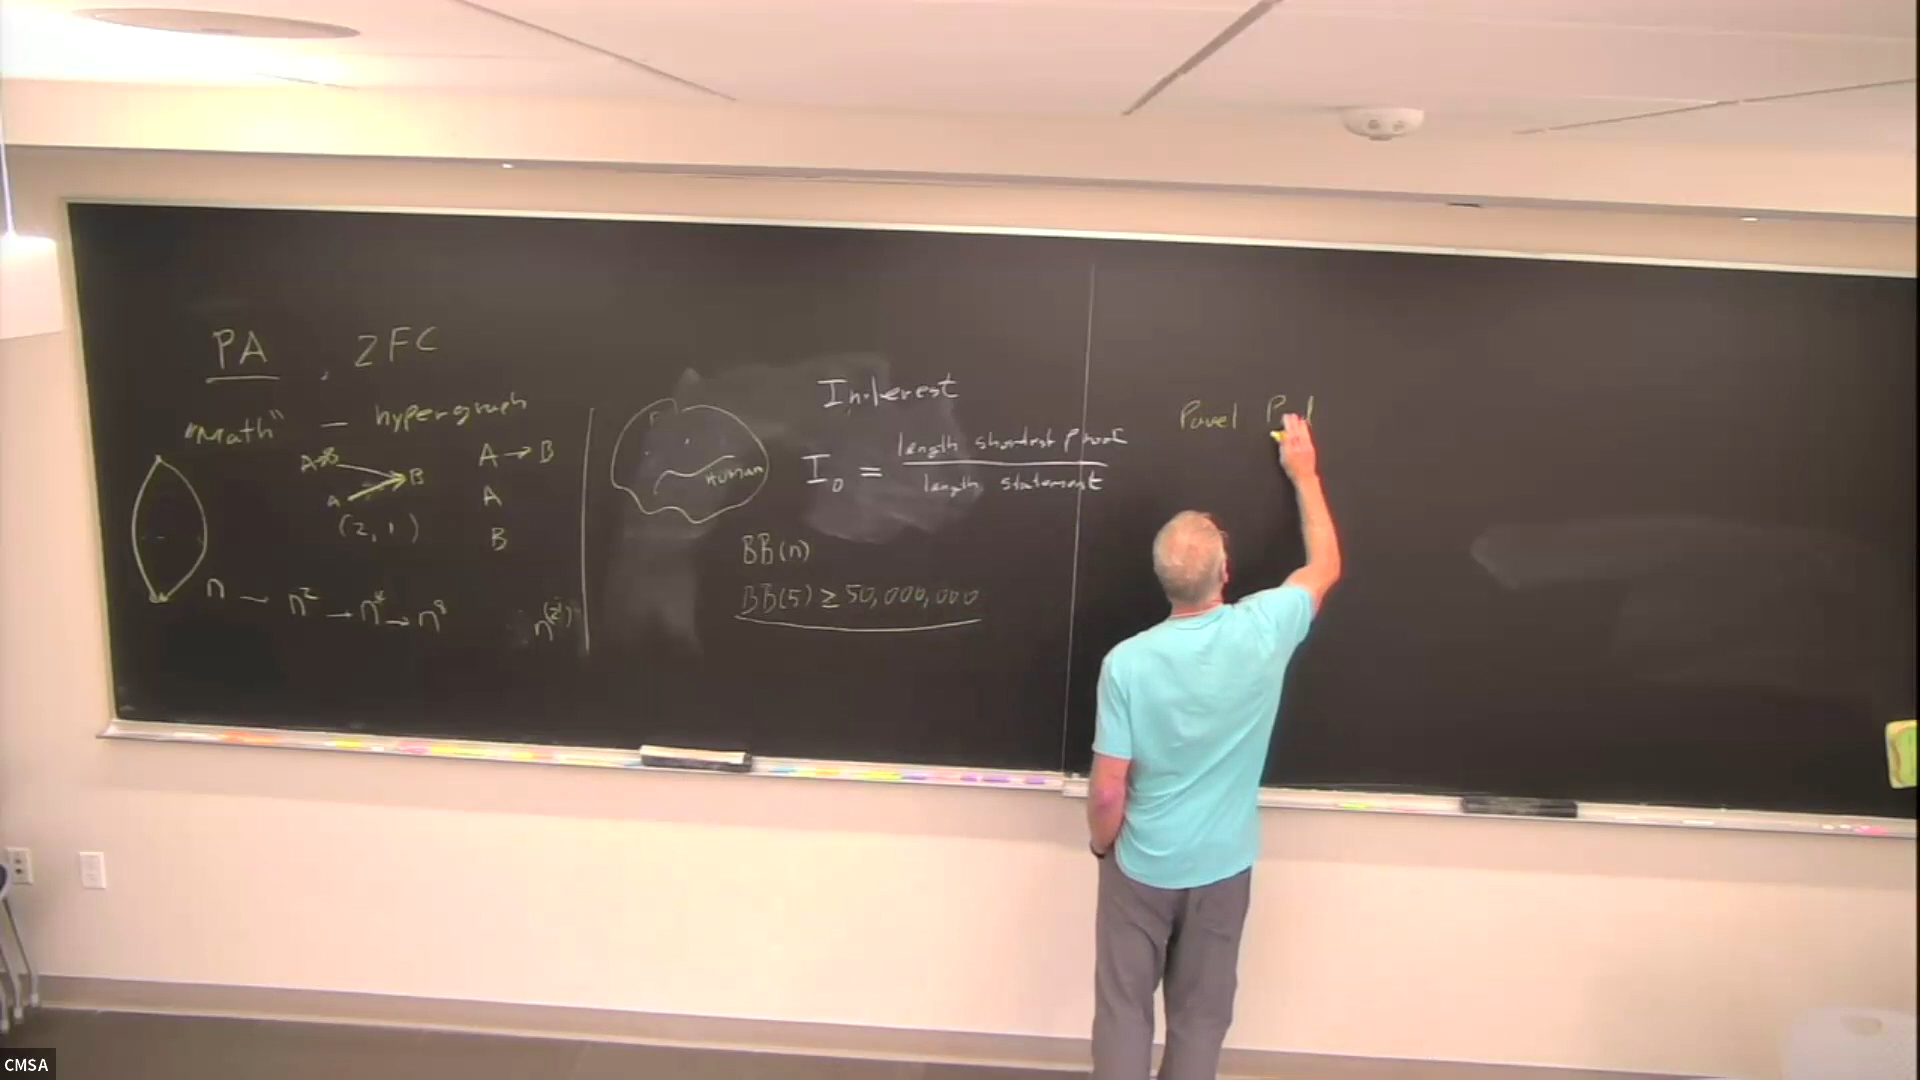 PA , ZFC
"Math" — hypergraph
A→B
A
B
(2, 1)
A → B
A
B
n → n² → n⁴ → n⁸
HUMAN
Interest
I₀ = length shortest proof / length statement
BB(n)
BB(5) ≥ 50,000,000
Pavel
CMSA